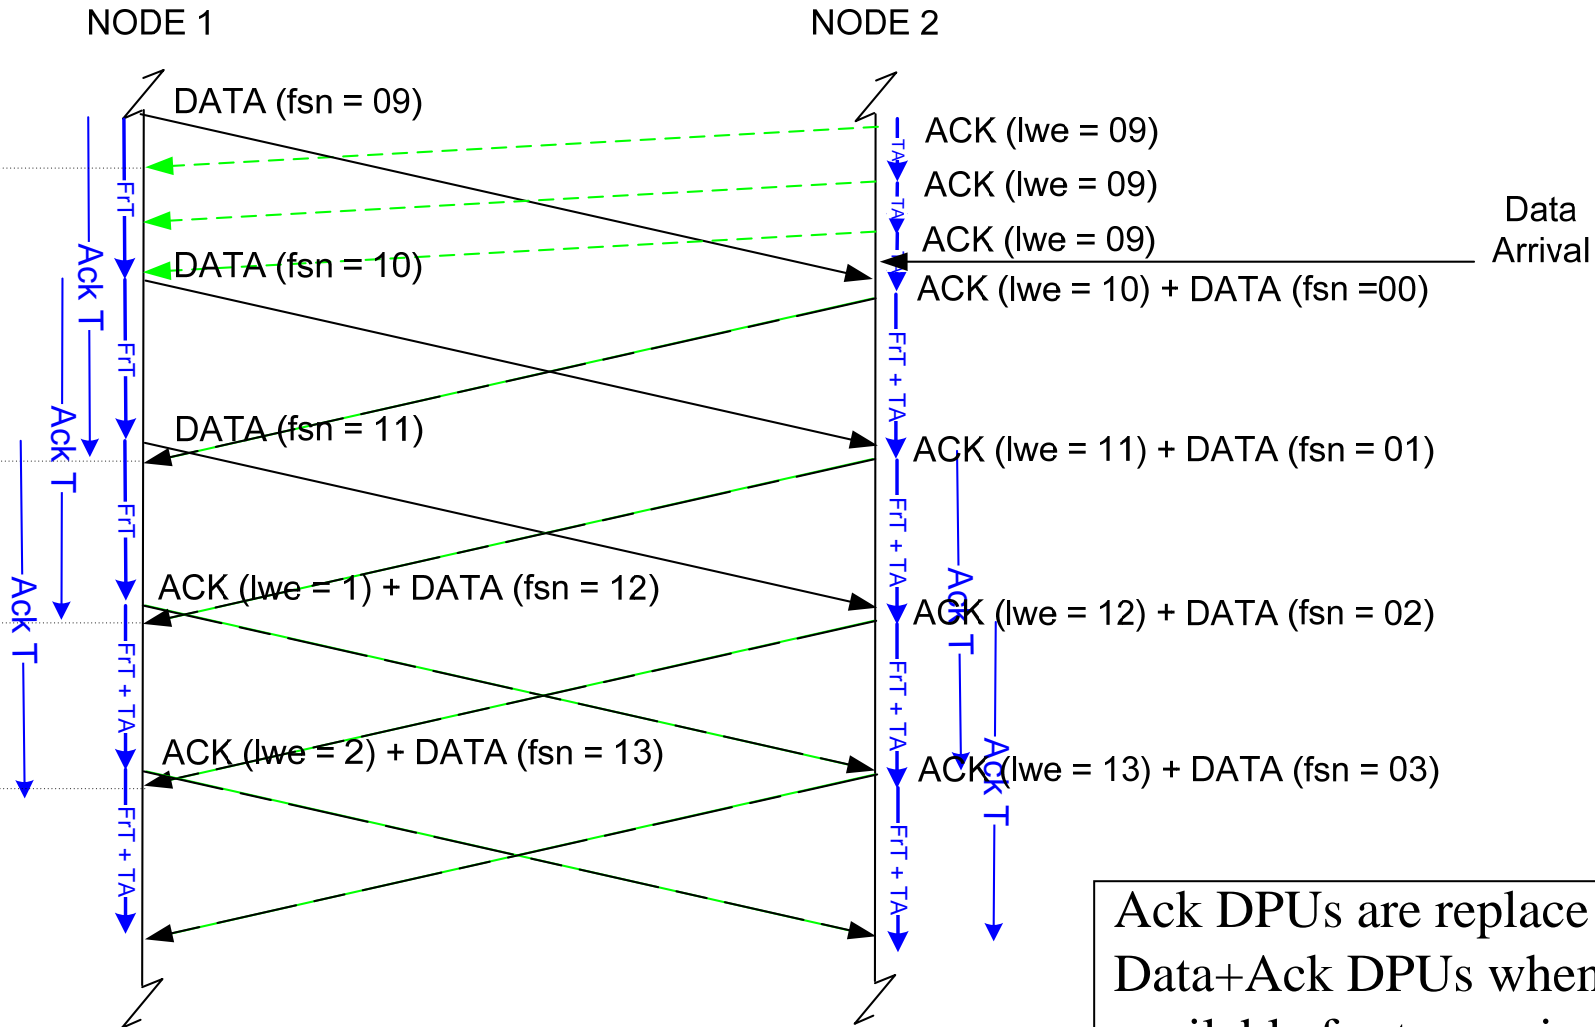 NODE 1
NODE 2
DATA (fsn = 09)
ACK (lwe = 09)
TA
ACK (lwe = 09)
FrT
TA
Data
Arrival
ACK (lwe = 09)
Ack T
DATA (fsn = 10)
ACK (lwe = 10) + DATA (fsn =00)
FrT
FrT + TA
DATA (fsn = 11)
Ack T
ACK (lwe = 11) + DATA (fsn = 01)
FrT
FrT + TA
ACK (lwe = 1) + DATA (fsn = 12)
Ack T
Ack T
ACK (lwe = 12) + DATA (fsn = 02)
FrT + TA
FrT + TA
ACK (lwe = 2) + DATA (fsn = 13)
ACK (lwe = 13) + DATA (fsn = 03)
Ack T
FrT + TA
FrT + TA
Ack DPUs are replace
Data+Ack DPUs when